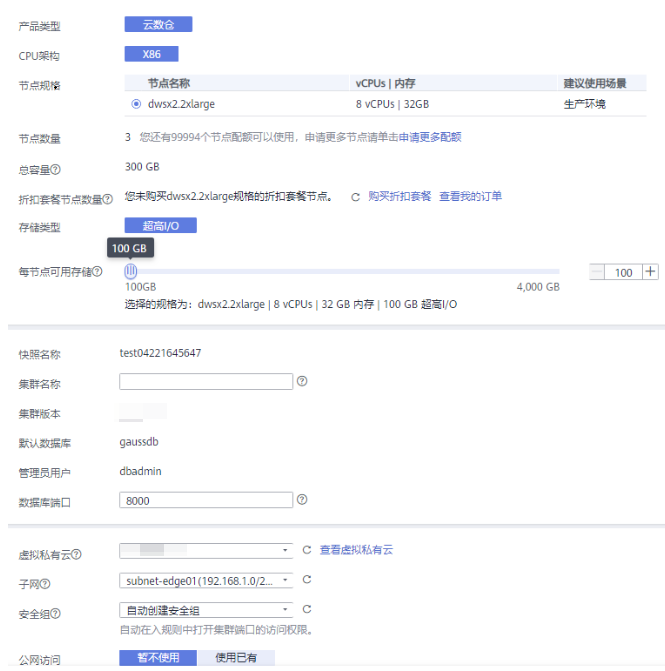 产品类型 云数仓
CPU架构 X86
节点规格 节点名称 vCPUs | 内存 建议使用场景
dwsx2.2xlarge 8 vCPUs | 32GB 生产环境
节点数量 3 您还有99994个节点配额可以使用，申请更多节点请单击申请更多配额
总容量 300 GB
折扣套餐节点数量 您未购买dwsx2.2xlarge规格的折扣套餐节点。 购买折扣套餐 查看我的订单
存储类型 超高I/O
100 GB
每节点可用存储 100
100GB 4,000 GB
选择的规格为：dwsx2.2xlarge | 8 vCPUs | 32 GB 内存 | 100 GB 超高I/O
快照名称 test04221645647
集群名称
集群版本
默认数据库 gaussdb
管理员用户 dbadmin
数据库端口 8000
虚拟私有云 查看虚拟私有云
子网 subnet-edge01(192.168.1.0/2...
安全组 自动创建安全组
自动在入规则中打开集群端口的访问权限。
公网访问 暂不使用 使用已有